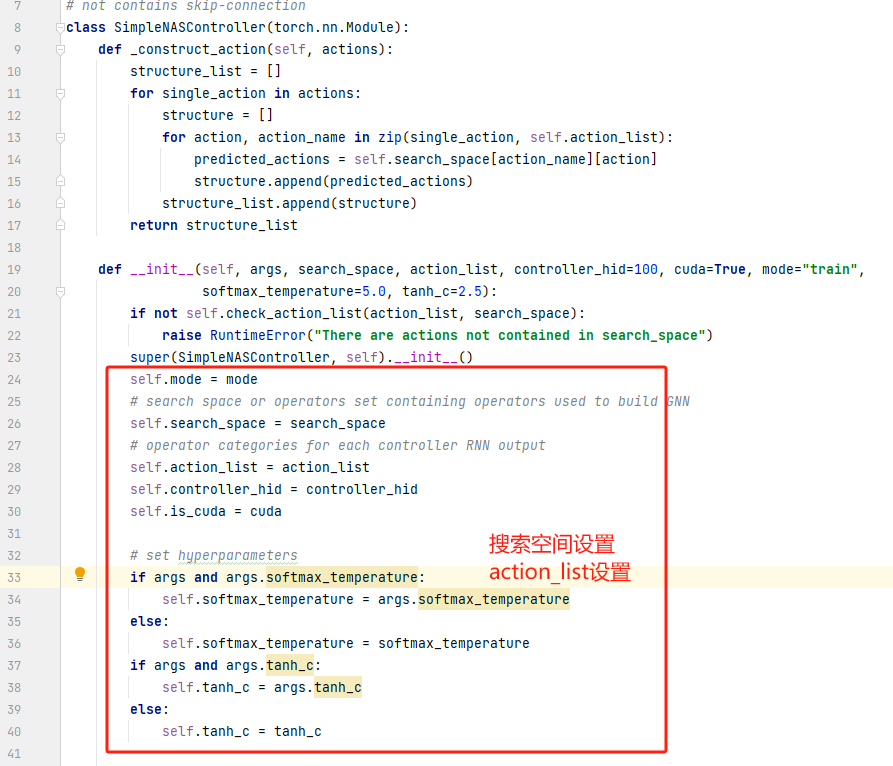 7 # not contains skip-connection
8 class SimpleNASController(torch.nn.Module):
9     def _construct_action(self, actions):
10         structure_list = []
11         for single_action in actions:
12             structure = []
13             for action, action_name in zip(single_action, self.action_list):
14                 predicted_actions = self.search_space[action_name][action]
15                 structure.append(predicted_actions)
16             structure_list.append(structure)
17         return structure_list
18
19     def __init__(self, args, search_space, action_list, controller_hid=100, cuda=True, mode="train",
20                  softmax_temperature=5.0, tanh_c=2.5):
21         if not self.check_action_list(action_list, search_space):
22             raise RuntimeError("There are actions not contained in search_space")
23         super(SimpleNASController, self).__init__()
24         self.mode = mode
25         # search space or operators set containing operators used to build GNN
26         self.search_space = search_space
27         # operator categories for each controller RNN output
28         self.action_list = action_list
29         self.controller_hid = controller_hid
30         self.is_cuda = cuda
31
32         # set hyperparameters
33         if args and args.softmax_temperature:
34             self.softmax_temperature = args.softmax_temperature
35         else:
36             self.softmax_temperature = softmax_temperature
37         if args and args.tanh_c:
38             self.tanh_c = args.tanh_c
39         else:
40             self.tanh_c = tanh_c
41
搜索空间设置
action_list设置